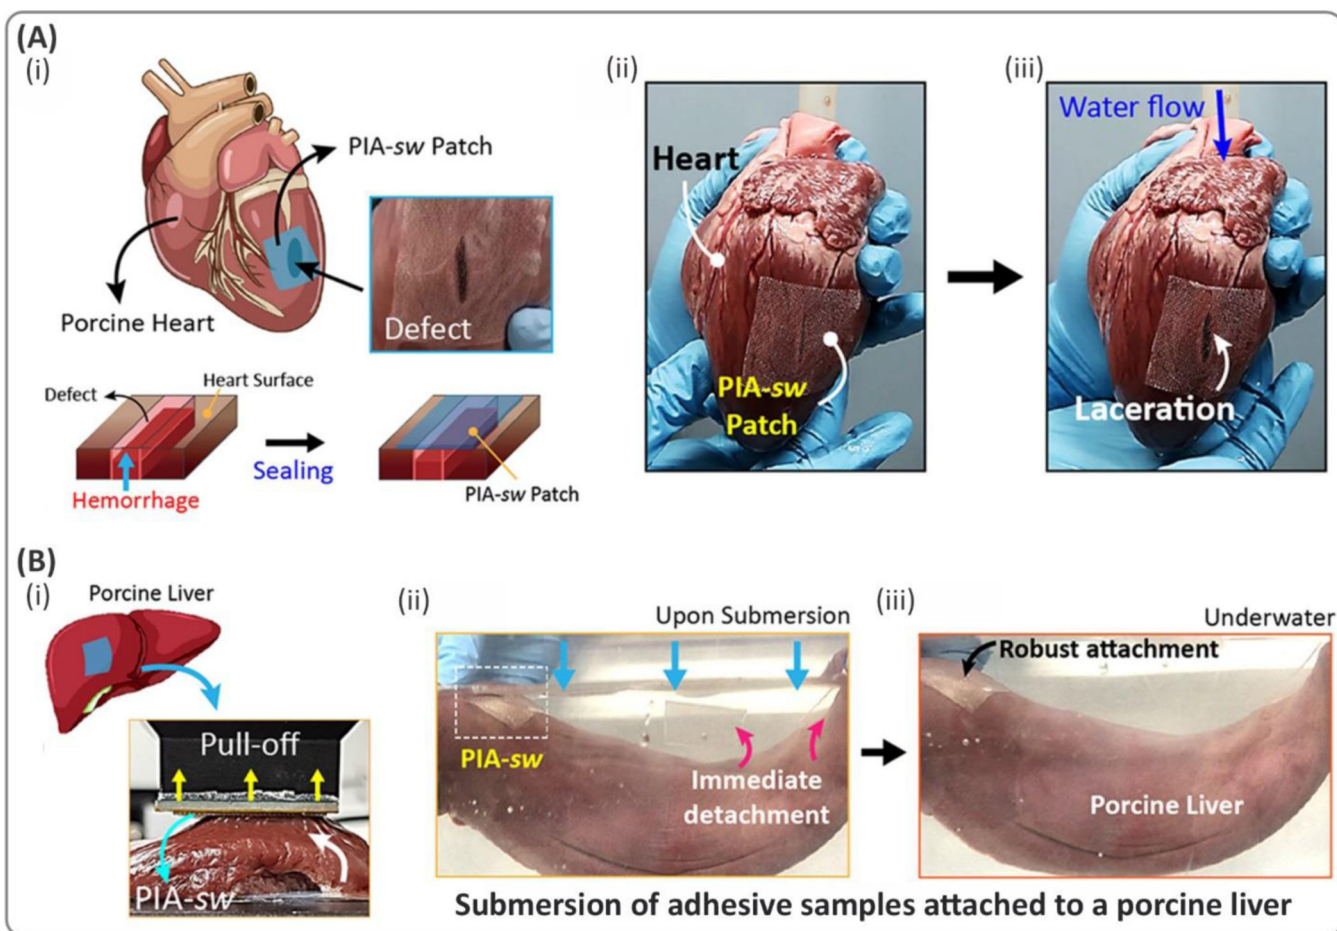 (A)
(i)
PIA-sw Patch
Porcine Heart
Defect
Defect
Heart Surface
Hemorrhage
Sealing
PIA-sw Patch
(ii)
Heart
PIA-sw
Patch
(iii)
Water flow
Laceration
(B)
(i)
Porcine Liver
Pull-off
PIA-sw
(ii)
Upon Submersion
PIA-sw
Immediate
detachment
(iii)
Underwater
Robust attachment
Porcine Liver
Submersion of adhesive samples attached to a porcine liver